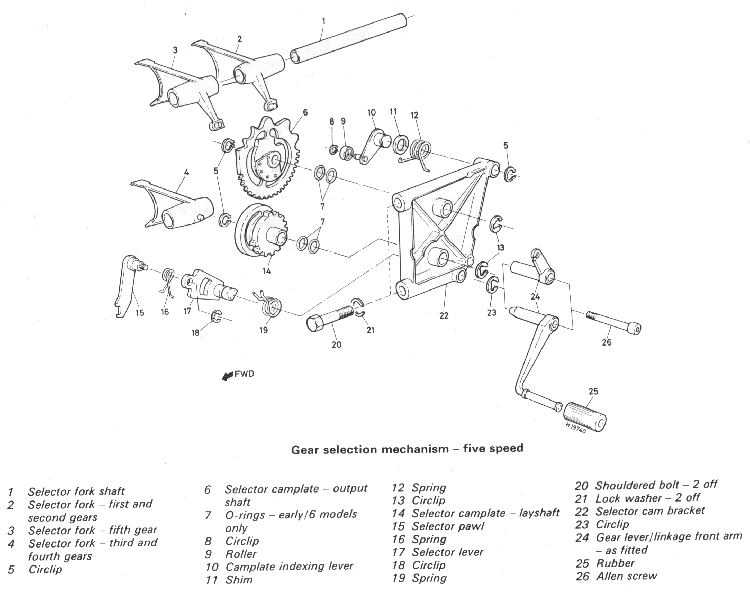 1
2
3
6
8
9
10
11
12
5
4
5
7
7
13
14
15
16
17
18
19
20
21
22
23
24
26
25
FWD
H19740
Gear selection mechanism – five speed
1 Selector fork shaft
2 Selector fork – first and
second gears
3 Selector fork – fifth gear
4 Selector fork – third and
fourth gears
5 Circlip
6 Selector camplate – output
shaft
7 O-rings – early/6 models
only
8 Circlip
9 Roller
10 Camplate indexing lever
11 Shim
12 Spring
13 Circlip
14 Selector camplate – layshaft
15 Selector pawl
16 Spring
17 Selector lever
18 Circlip
19 Spring
20 Shouldered bolt – 2 off
21 Lock washer – 2 off
22 Selector cam bracket
23 Circlip
24 Gear lever/linkage front arm
– as fitted
25 Rubber
26 Allen screw